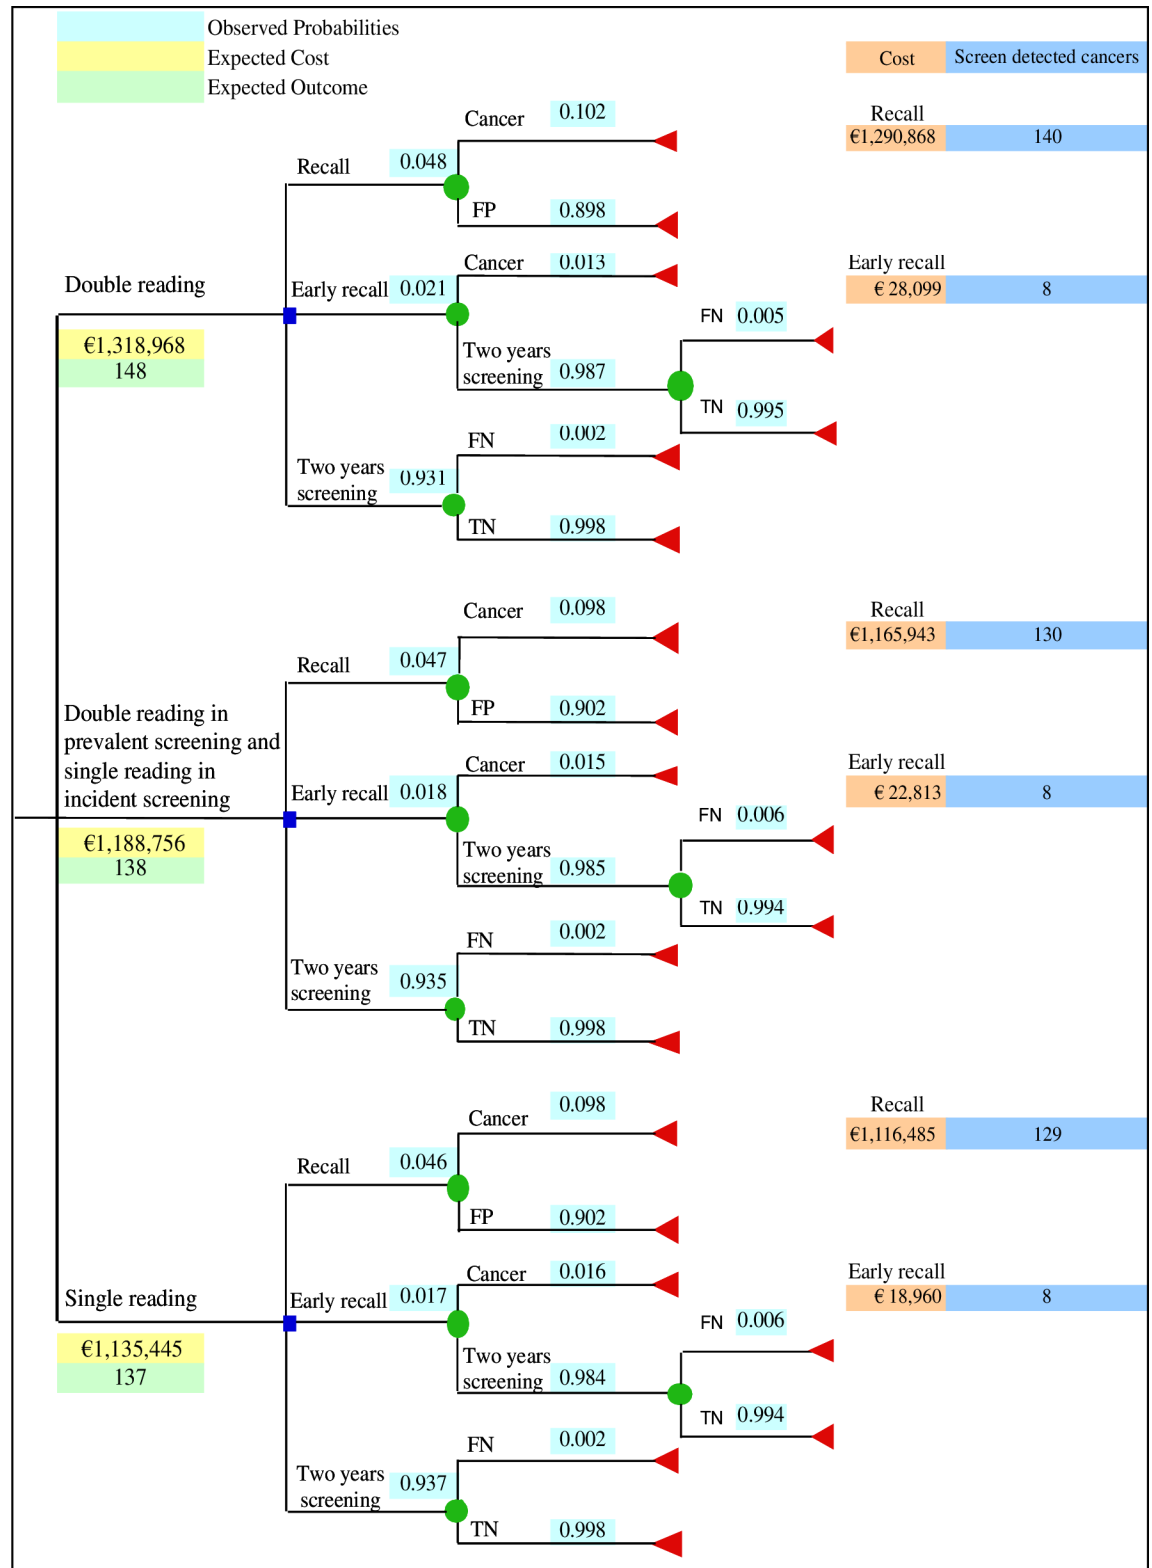 Observed Probabilities
Expected Cost
Expected Outcome
Cost Screen detected cancers
Cancer 0.102
Recall
€1,290,868 140
Recall 0.048
FP 0.898
Cancer 0.013
Early recall
€ 28,099 8
Double reading
Early recall 0.021
FN 0.005
€1,318,968
148
Two years
screening 0.987
TN 0.995
FN 0.002
Two years
screening 0.931
TN 0.998
Cancer 0.098
Recall
€1,165,943 130
Recall 0.047
FP 0.902
Double reading in
prevalent screening and
single reading in
incident screening
Cancer 0.015
Early recall
€ 22,813 8
Early recall 0.018
FN 0.006
€1,188,756
138
Two years
screening 0.985
TN 0.994
FN 0.002
Two years
screening 0.935
TN 0.998
Cancer 0.098
Recall
€1,116,485 129
Recall 0.046
FP 0.902
Cancer 0.016
Early recall
€ 18,960 8
Single reading
Early recall 0.017
FN 0.006
€1,135,445
137
Two years
screening 0.984
TN 0.994
FN 0.002
Two years
screening 0.937
TN 0.998